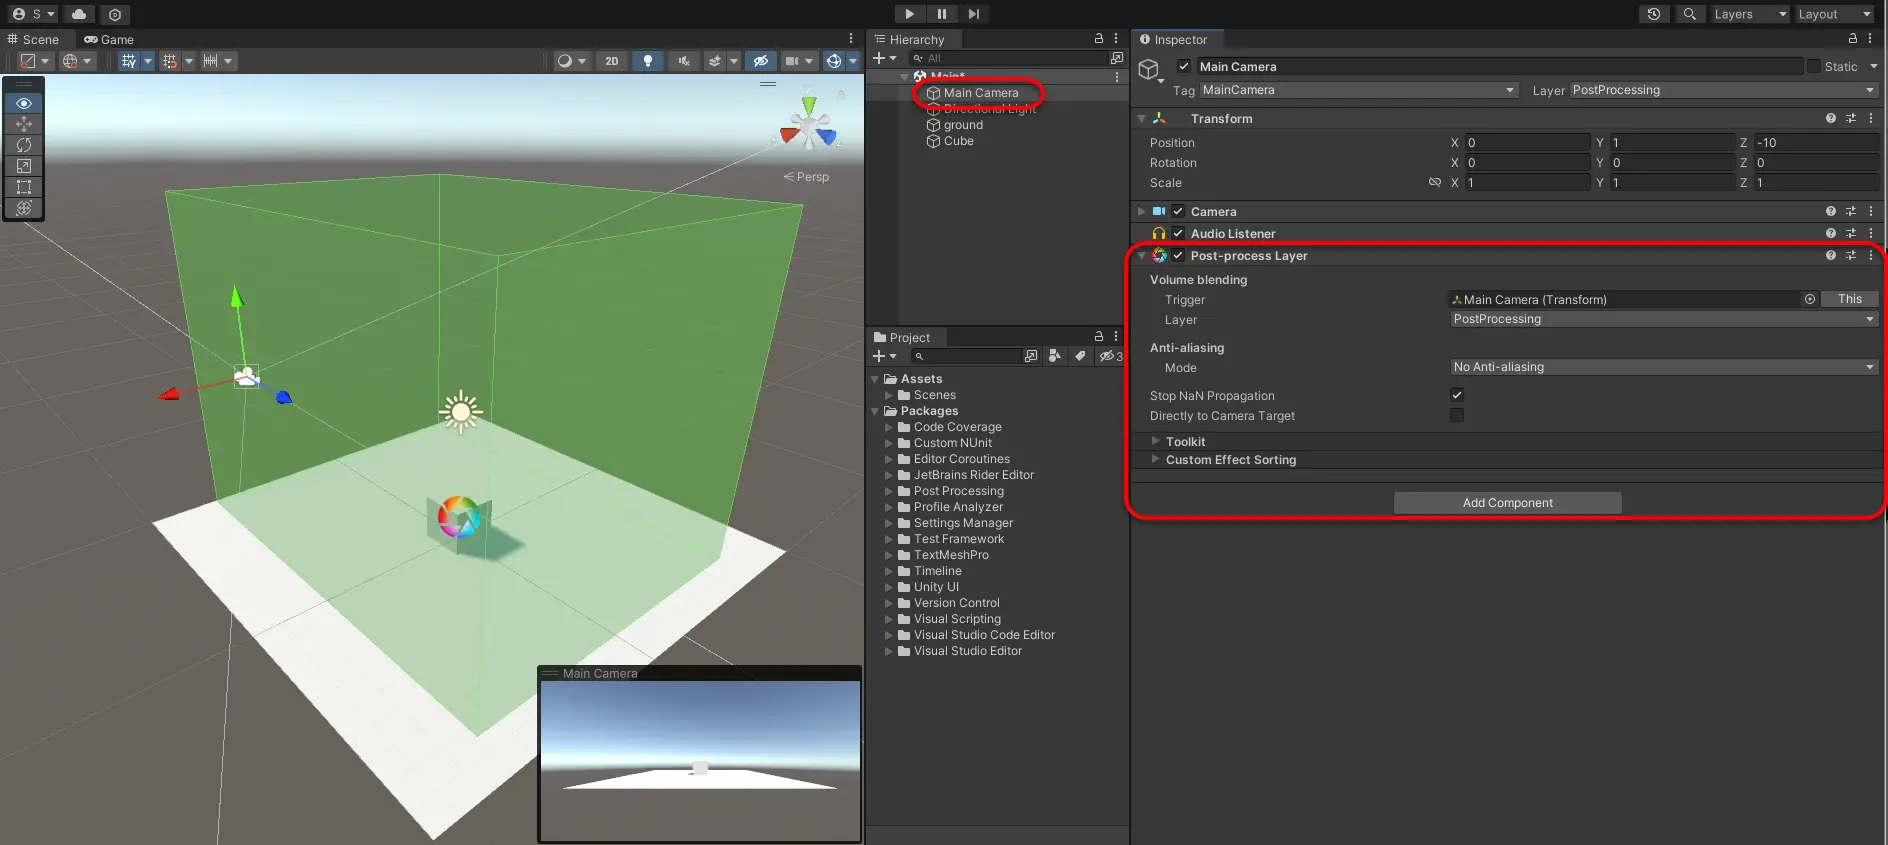 S
Layers
Layout
Scene
Game
2D
Persp
Main Camera
Hierarchy
All
Main*
Main Camera
Directional Light
ground
Cube
Project
3
Assets
Scenes
Packages
Code Coverage
Custom NUnit
Editor Coroutines
JetBrains Rider Editor
Post Processing
Profile Analyzer
Settings Manager
Test Framework
TextMeshPro
Timeline
Unity UI
Version Control
Visual Scripting
Visual Studio Code Editor
Visual Studio Editor
Inspector
Main Camera
Static
Tag MainCamera Layer PostProcessing
Transform
Position X 0 Y 1 Z -10
Rotation X 0 Y 0 Z 0
Scale X 1 Y 1 Z 1
Camera
Audio Listener
Post-process Layer
Volume blending
Trigger Main Camera (Transform) This
Layer PostProcessing
Anti-aliasing
Mode No Anti-aliasing
Stop NaN Propagation
Directly to Camera Target
Toolkit
Custom Effect Sorting
Add Component